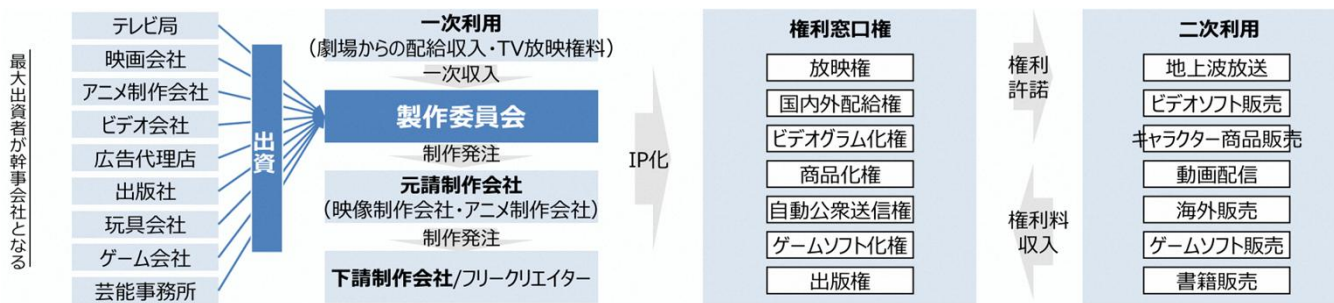 最大出資者が幹事会社となる
テレビ局
映画会社
アニメ制作会社
ビデオ会社
広告代理店
出版社
玩具会社
ゲーム会社
芸能事務所
出資
一次利用
(劇場からの配給収入・TV放映権料)
一次収入
製作委員会
制作発注
元請制作会社
(映像制作会社・アニメ制作会社)
制作発注
下請制作会社/フリークリエイター
IP化
権利窓口権
放映権
国内外配給権
ビデオグラム化権
商品化権
自動公衆送信権
ゲームソフト化権
出版権
権利
許諾
権利料
収入
二次利用
地上波放送
ビデオソフト販売
キャラクター商品販売
動画配信
海外販売
ゲームソフト販売
書籍販売